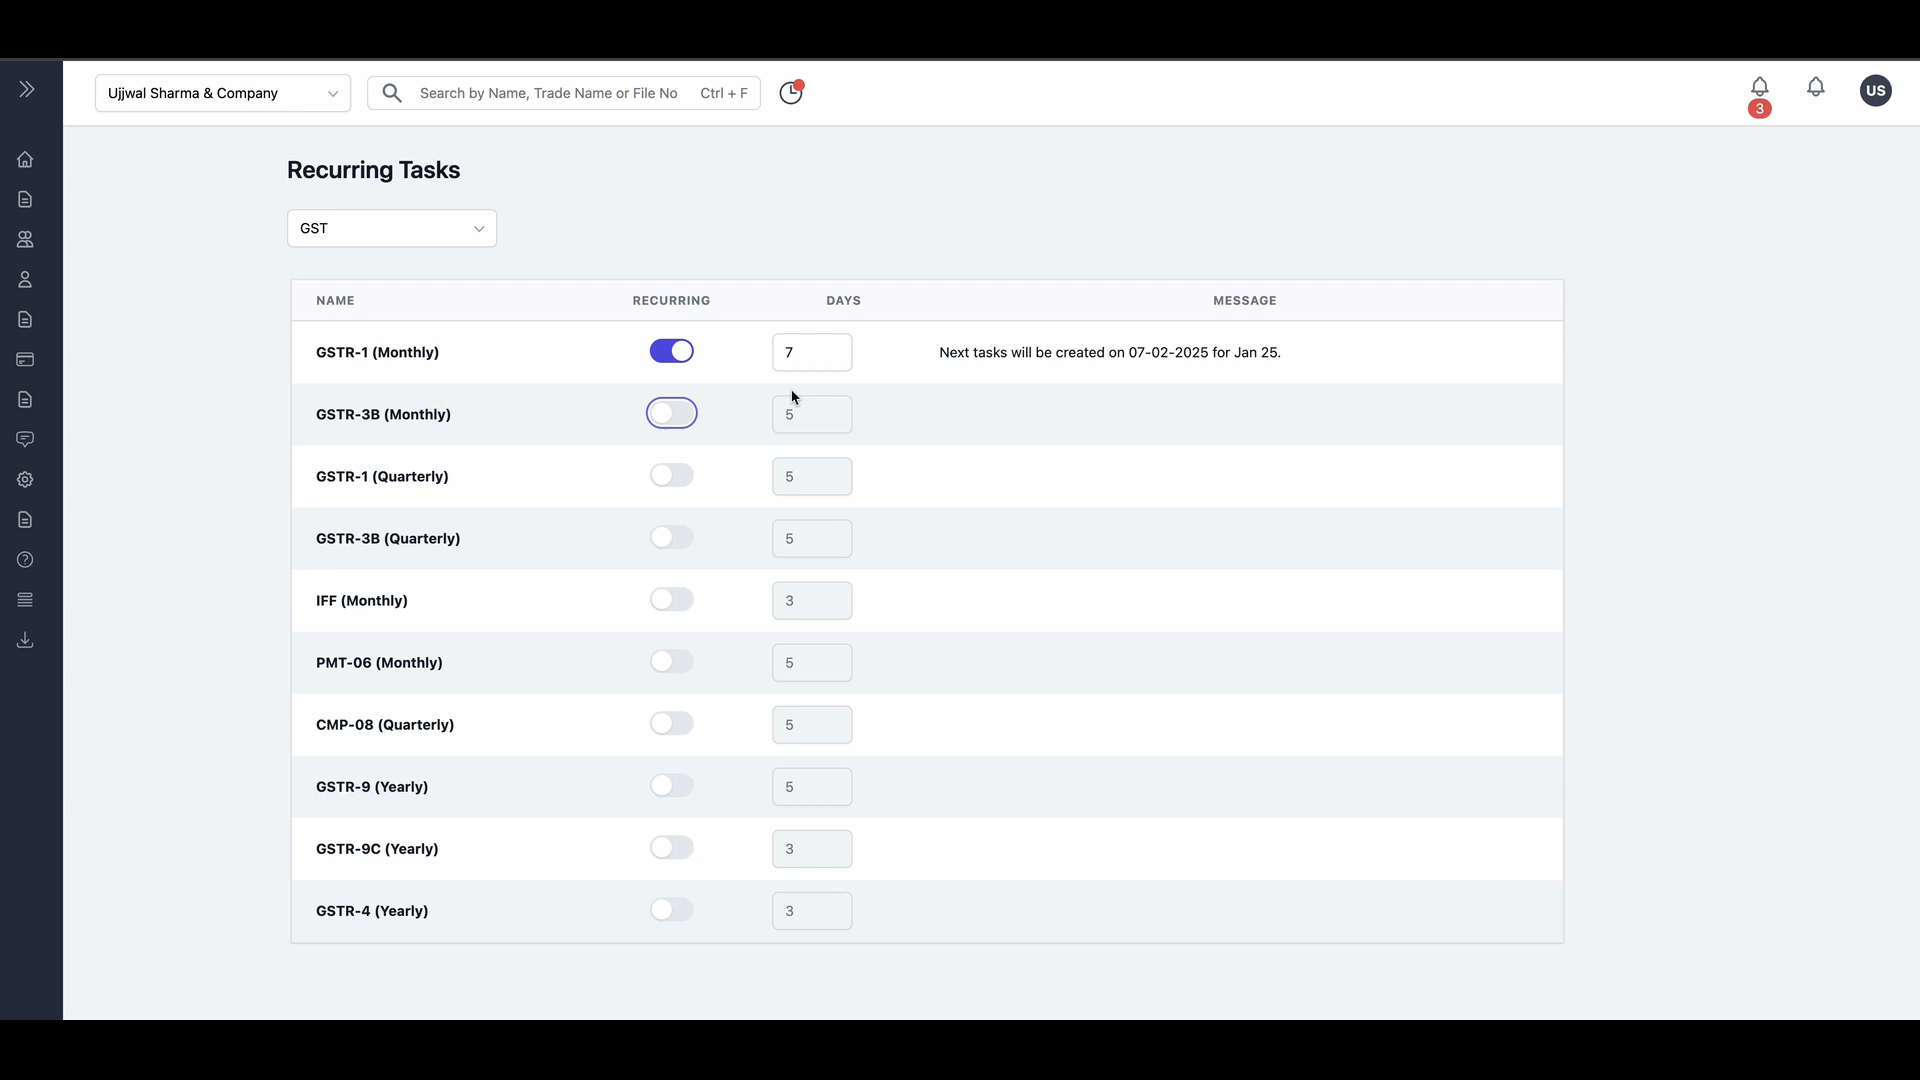 Ujjwal Sharma & Company
Search by Name, Trade Name or File No Ctrl + F
3
US
Recurring Tasks
GST
NAME RECURRING DAYS MESSAGE
GSTR-1 (Monthly) 7 Next tasks will be created on 07-02-2025 for Jan 25.
GSTR-3B (Monthly) 5
GSTR-1 (Quarterly) 5
GSTR-3B (Quarterly) 5
IFF (Monthly) 3
PMT-06 (Monthly) 5
CMP-08 (Quarterly) 5
GSTR-9 (Yearly) 5
GSTR-9C (Yearly) 3
GSTR-4 (Yearly) 3